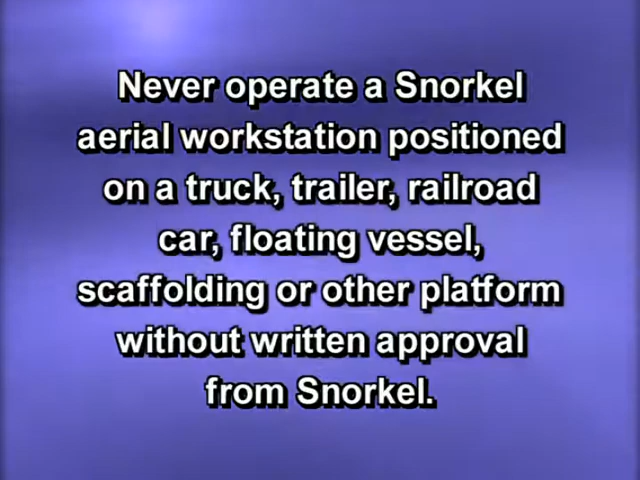 Never operate a Snorkel
aerial workstation positioned
on a truck, trailer, railroad
car, floating vessel,
scaffolding or other platform
without written approval
from Snorkel.